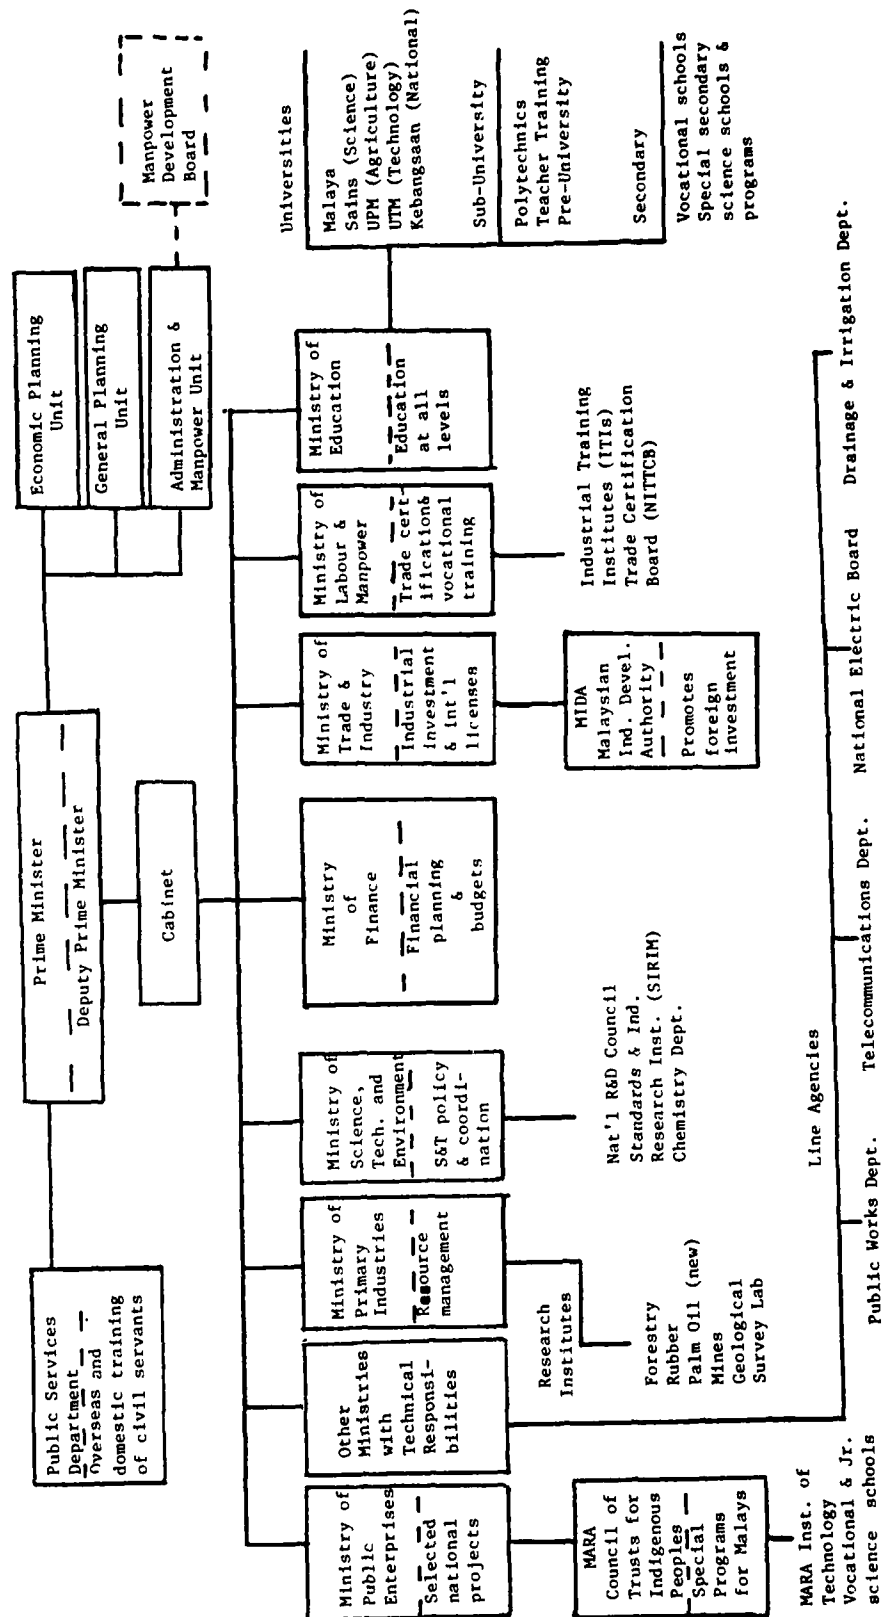 Public Services
Department
Overseas and
domestic training
of civil servants
Prime Minister
Deputy Prime Minister
Economic Planning
Unit
General Planning
Unit
Administration &
Manpower Unit
Manpower
Development
Board
Cabinet
Ministry of
Public
Enterprises
Selected
national
projects
Other
Ministries
with
Technical
Responsi-
bilities
Ministry of
Primary
Industries
Resource
management
Ministry of
Science,
Tech. and
Environment
S&T policy
& coordi-
nation
Ministry
of
Finance
Financial
planning
&
budgets
Ministry of
Trade &
Industry
Industrial
investment
& int'l
licenses
Ministry of
Labour &
Manpower
Trade cert-
ification&
vocational
training
Ministry of
Education
Education
at all
levels
Universities
Malaya
Sains (Science)
UPM (Agriculture)
UTM (Technology)
Kebangsaan (National)
Sub-University
Polytechnics
Teacher Training
Pre-University
Secondary
Vocational schools
Special secondary
science schools &
programs
MARA
Council of
Trusts for
Indigenous
Peoples
Special
Programs
for Malays
MARA Inst. of
Technology
Vocational & Jr.
science schools
Research
Institutes
Forestry
Rubber
Palm Oil (new)
Mines
Geological
Survey Lab
Nat'l R&D Council
Standards & Ind.
Research Inst. (SIRIM)
Chemistry Dept.
MIDA
Malaysian
Ind. Devel.
Authority
Promotes
foreign
investment
Industrial Training
Institutes (ITIs)
Trade Certification
Board (NITTCB)
Line Agencies
Public Works Dept.
Telecommunications Dept.
National Electric Board
Drainage & Irrigation Dept.